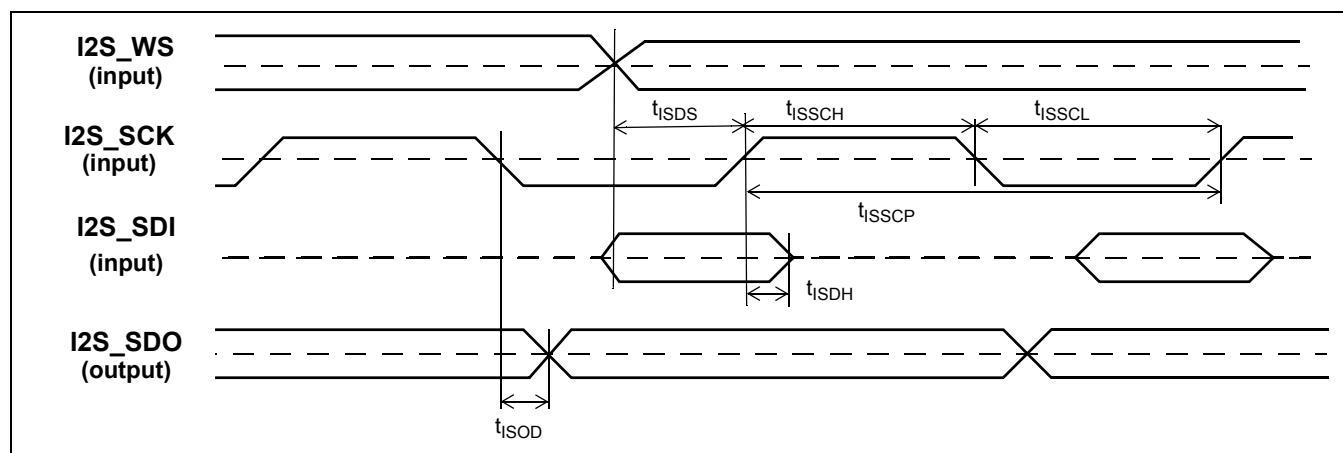 I2S_WS
(input)
tISDS
tISSCH
tISSCL
I2S_SCK
(input)
tISSCP
I2S_SDI
(input)
tISDH
I2S_SDO
(output)
tISOD